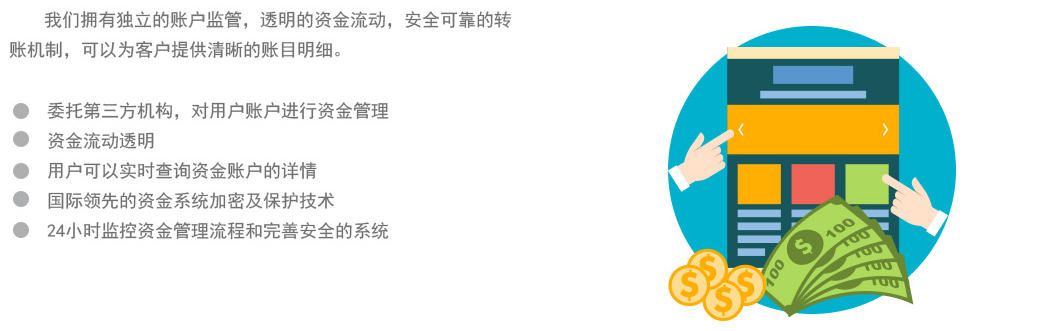 我们拥有独立的账户监管，透明的资金流动，安全可靠的转
账机制，可以为客户提供清晰的账目明细。
委托第三方机构，对用户账户进行资金管理
资金流动透明
用户可以实时查询资金账户的详情
国际领先的资金系统加密及保护技术
24小时监控资金管理流程和完善安全的系统
100
100
100
100
100
100
$
$
$
$
$